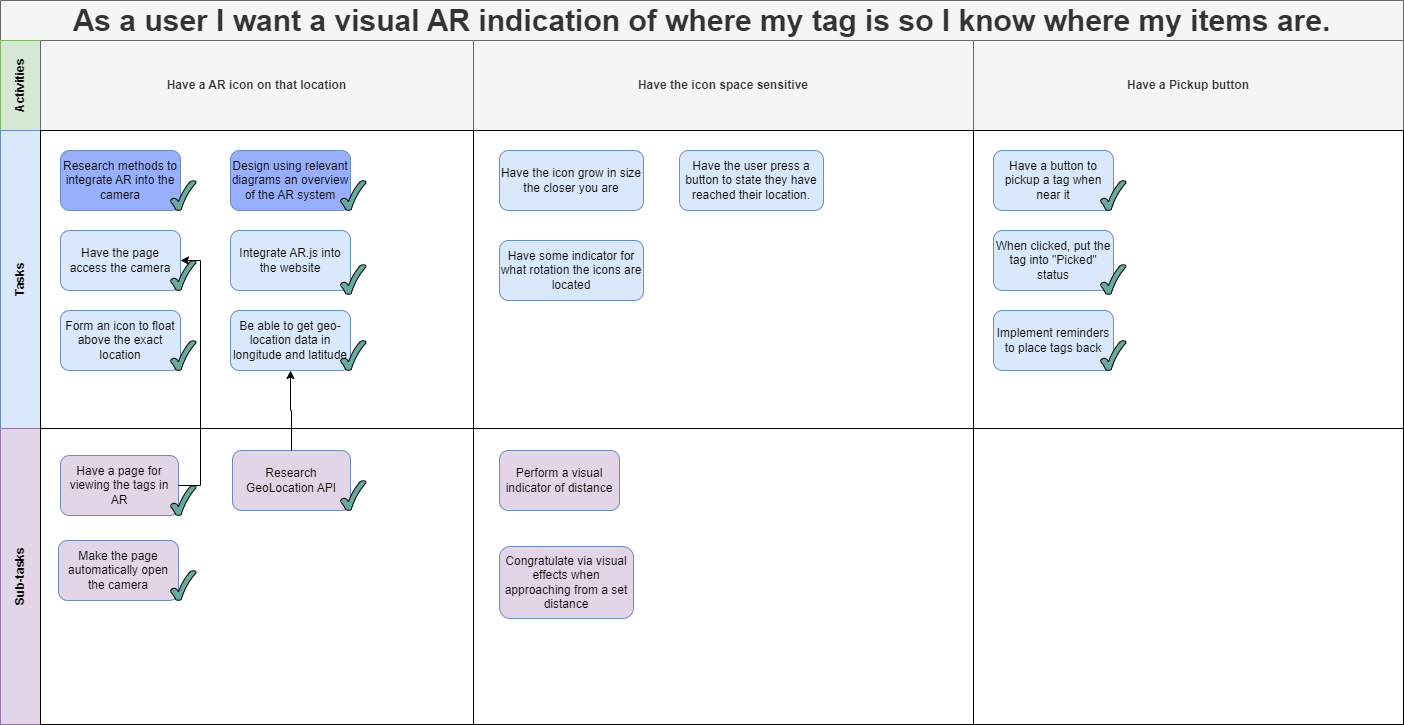 As a user I want a visual AR indication of where my tag is so I know where my items are.
Activities
Have a AR icon on that location
Have the icon space sensitive
Have a Pickup button
Tasks
Research methods to
integrate AR into the
camera
Design using relevant
diagrams an overview
of the AR system
Have the page
access the camera
Integrate AR.js into
the website
Form an icon to float
above the exact
location
Be able to get geo-
location data in
longitude and latitude
Have the icon grow in size
the closer you are
Have the user press a
button to state they have
reached their location.
Have some indicator for
what rotation the icons are
located
Have a button to
pickup a tag when
near it
When clicked, put the
tag into "Picked"
status
Implement reminders
to place tags back
Sub-tasks
Have a page for
viewing the tags in
AR
Research
GeoLocation API
Make the page
automatically open
the camera
Perform a visual
indicator of distance
Congratulate via visual
effects when
approaching from a set
distance